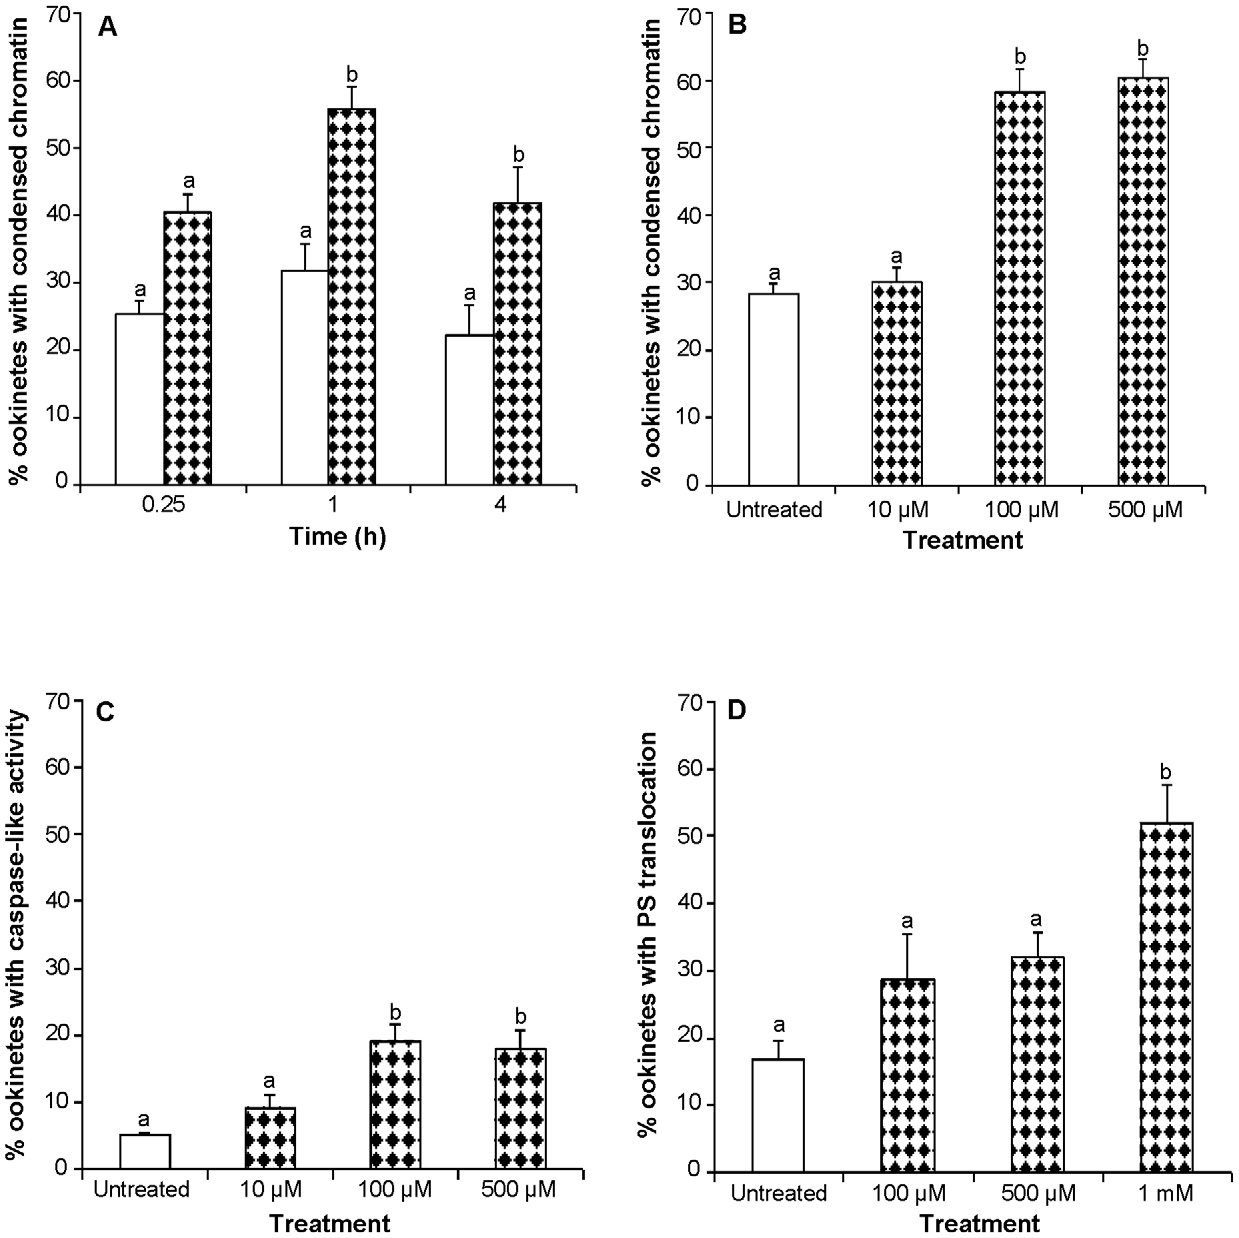 A
% ookinetes with condensed chromatin
70
60
50
40
30
20
10
0
a
a
a
b
a
b
0.25
1
4
Time (h)
B
% ookinetes with condensed chromatin
70
60
50
40
30
20
10
0
a
a
b
b
Untreated
10 µM
100 µM
500 µM
Treatment
C
% ookinetes with caspase-like activity
70
60
50
40
30
20
10
0
a
a
b
b
Untreated
10 µM
100 µM
500 µM
Treatment
D
% ookinetes with PS translocation
70
60
50
40
30
20
10
0
a
a
a
b
Untreated
100 µM
500 µM
1 mM
Treatment